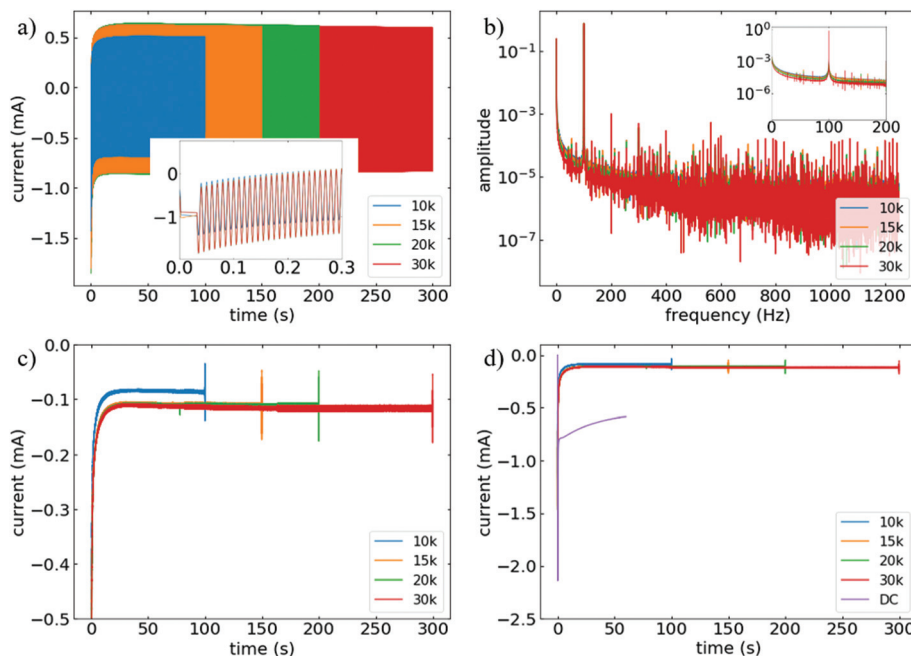 a)
current (mA)
0.5
0.0
−0.5
−1.0
−1.5
0
−1
0.0 0.1 0.2 0.3
10k
15k
20k
30k
0 50 100 150 200 250 300
time (s)
b)
amplitude
10⁻¹
10⁻³
10⁻⁵
10⁻⁷
10⁰
10⁻³
10⁻⁶
0 100 200
10k
15k
20k
30k
0 200 400 600 800 1000 1200
frequency (Hz)
c)
current (mA)
0.0
−0.1
−0.2
−0.3
−0.4
−0.5
10k
15k
20k
30k
0 50 100 150 200 250 300
time (s)
d)
current (mA)
0.0
−0.5
−1.0
−1.5
−2.0
−2.5
10k
15k
20k
30k
DC
0 50 100 150 200 250 300
time (s)